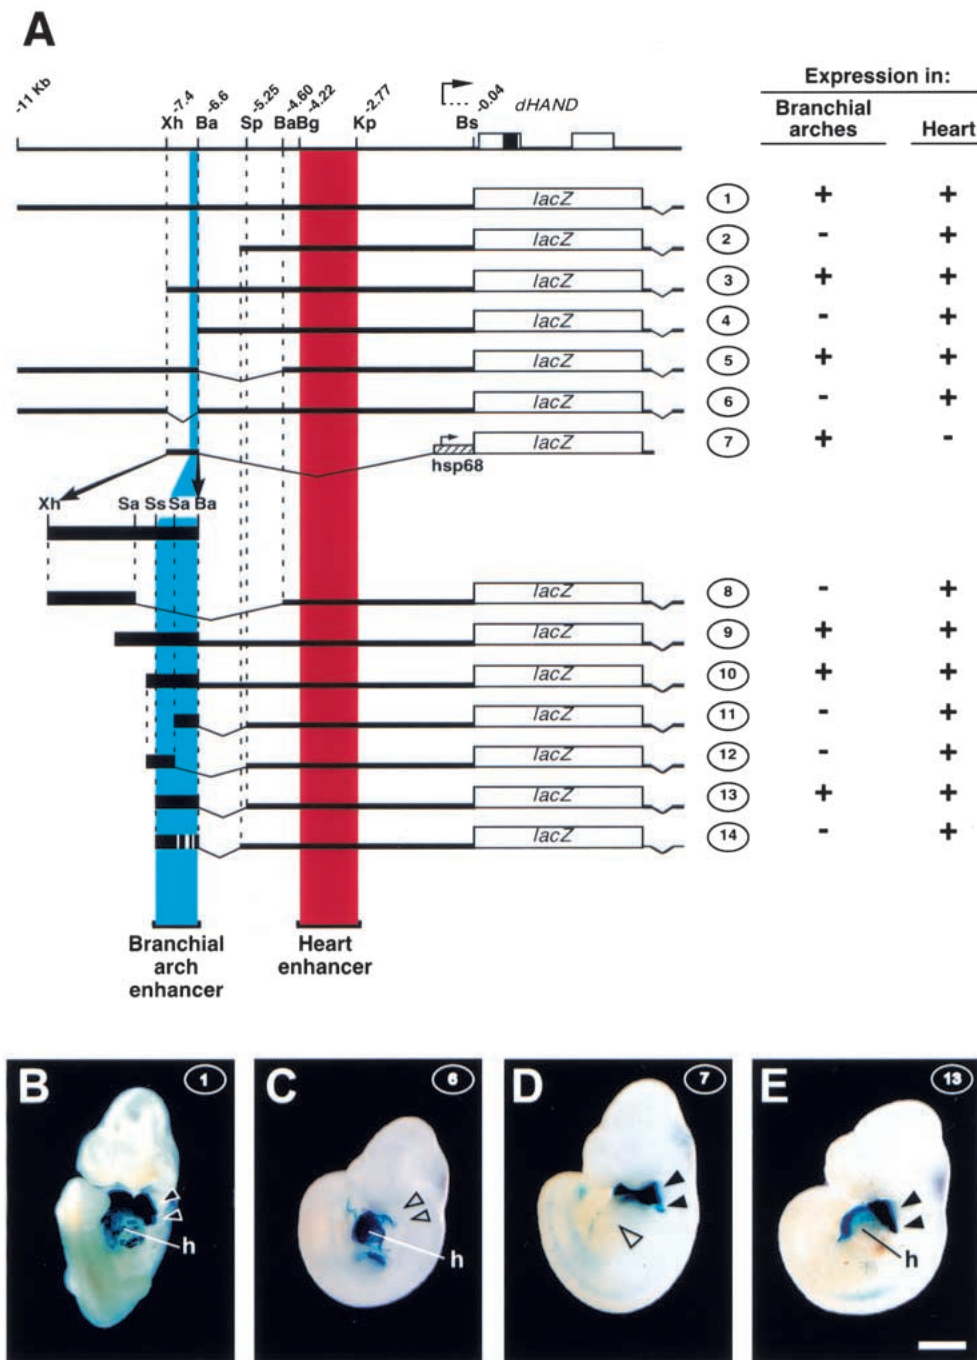 A
Expression in:
Branchial arches
Heart
-11 Kb
-7.4
-6.6
-5.25
-4.60
-4.22
-2.77
-0.04
dHAND
Xh
Ba
Sp
Ba
Bg
Kp
Bs
lacZ
1
+
+
lacZ
2
-
+
lacZ
3
+
+
lacZ
4
-
+
lacZ
5
+
+
lacZ
6
-
+
lacZ
7
+
-
hsp68
Xh
Sa
Ss
Sa
Ba
lacZ
8
-
+
lacZ
9
+
+
lacZ
10
+
+
lacZ
11
-
+
lacZ
12
-
+
lacZ
13
+
+
lacZ
14
-
+
Branchial
arch
enhancer
Heart
enhancer
B
1
h
C
6
h
D
7
E
13
h